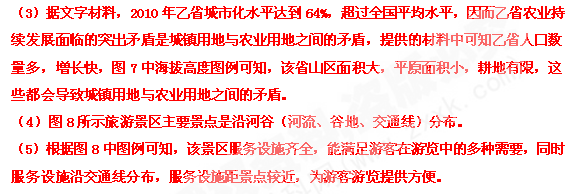 （3）据文字材料，2010年乙省城市化水平达到64%，超过全国平均水平，因而乙省农业持
续发展面临的突出矛盾是城镇用地与农业用地之间的矛盾，提供的材料中可知乙省人口数
量多，增长快，图7中海拔高度图例可知，该省山区面积大，平原面积小，耕地有限，这
些都会导致城镇用地与农业用地之间的矛盾。
（4）图8所示旅游景区主要景点是沿河谷（河流、谷地、交通线）分布。
（5）根据图8中图例可知，该景区服务设施齐全，能满足游客在游览中的多种需要，同时
服务设施沿交通线分布，服务设施距景点较近，为游客游览提供方便。